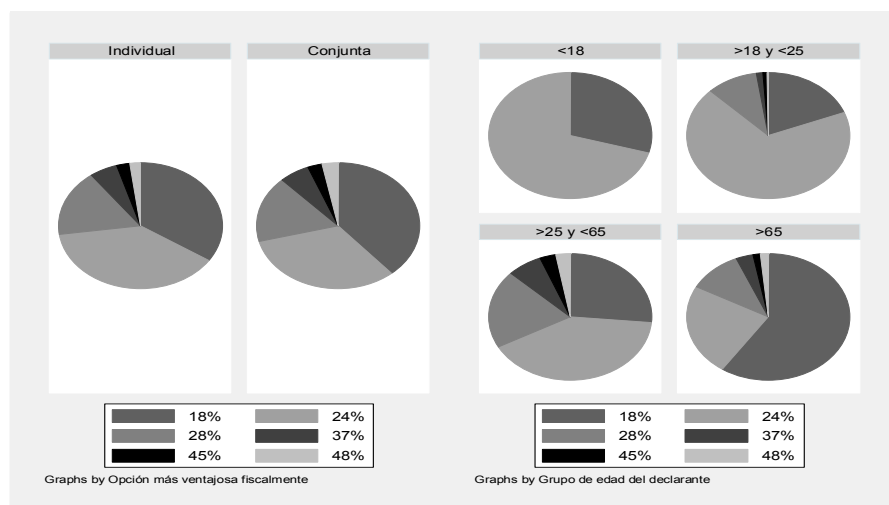 Individual
Conjunta
18%
24%
28%
37%
45%
48%
Graphs by Opción más ventajosa fiscalmente
<18
>18 y <25
>25 y <65
>65
18%
24%
28%
37%
45%
48%
Graphs by Grupo de edad del declarante